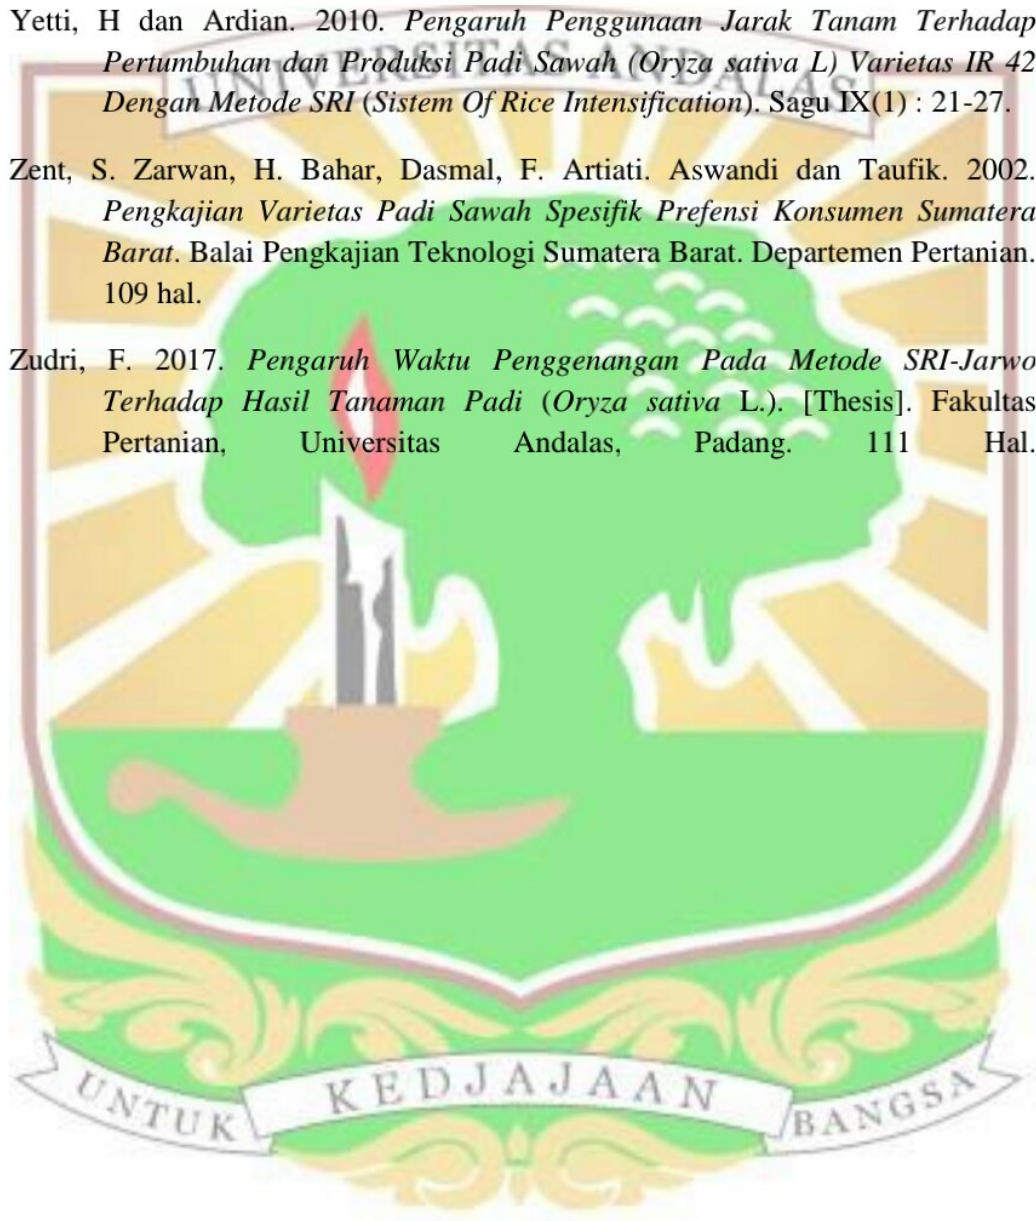 Yetti, H dan Ardian. 2010. Pengaruh Penggunaan Jarak Tanam Terhadap
Pertumbuhan dan Produksi Padi Sawah (Oryza sativa L) Varietas IR 42
Dengan Metode SRI (Sistem Of Rice Intensification). Sagu IX(1) : 21-27.
UNIVERSITAS ANDALAS
Zent, S. Zarwan, H. Bahar, Dasmal, F. Artiati. Aswandi dan Taufik. 2002.
Pengkajian Varietas Padi Sawah Spesifik Prefensi Konsumen Sumatera
Barat. Balai Pengkajian Teknologi Sumatera Barat. Departemen Pertanian.
109 hal.
Zudri, F. 2017. Pengaruh Waktu Penggenangan Pada Metode SRI-Jarwo
Terhadap Hasil Tanaman Padi (Oryza sativa L.). [Thesis]. Fakultas
Pertanian, Universitas Andalas, Padang. 111 Hal.
UNTUK KEDJAJAAN BANGSA